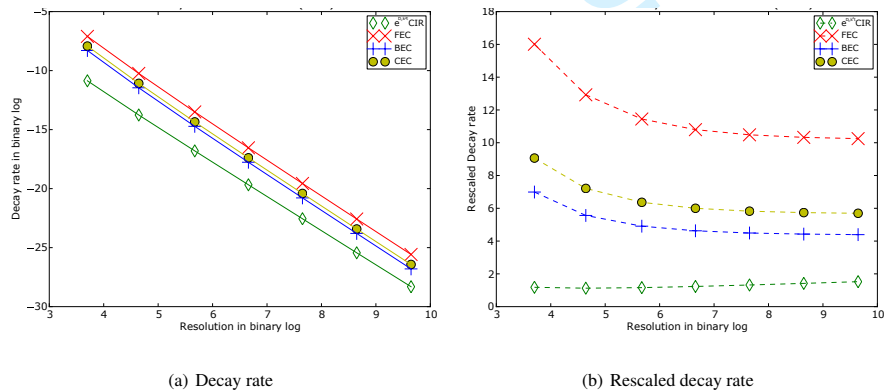 −5
−10
−15
−20
−25
−30
3 4 5 6 7 8 9 10
Decay rate in binary log
Resolution in binary log
FEC
BEC
CEC
(a) Decay rate
18
16
14
12
10
8
6
4
2
0
3 4 5 6 7 8 9 10
Rescaled Decay rate
Resolution in binary log
FEC
BEC
CEC
(b) Rescaled decay rate